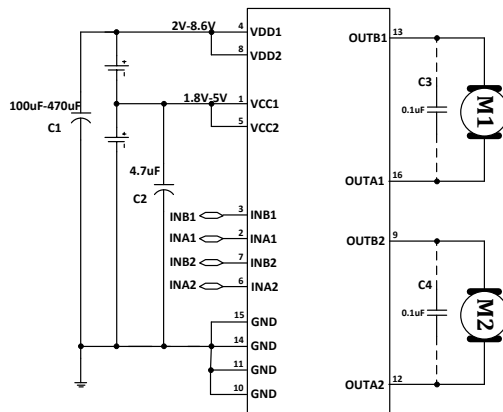 2V-8.6V
4
VDD1
8
VDD2
100uF-470uF
C1
1.8V-5V
1
VCC1
5
VCC2
4.7uF
C2
INB1
3
INB1
INA1
2
INA1
INB2
7
INB2
INA2
6
INA2
15
GND
14
GND
11
GND
10
GND
OUTB1
13
C3
0.1uF
M1
OUTA1
16
OUTB2
9
C4
0.1uF
M2
OUTA2
12